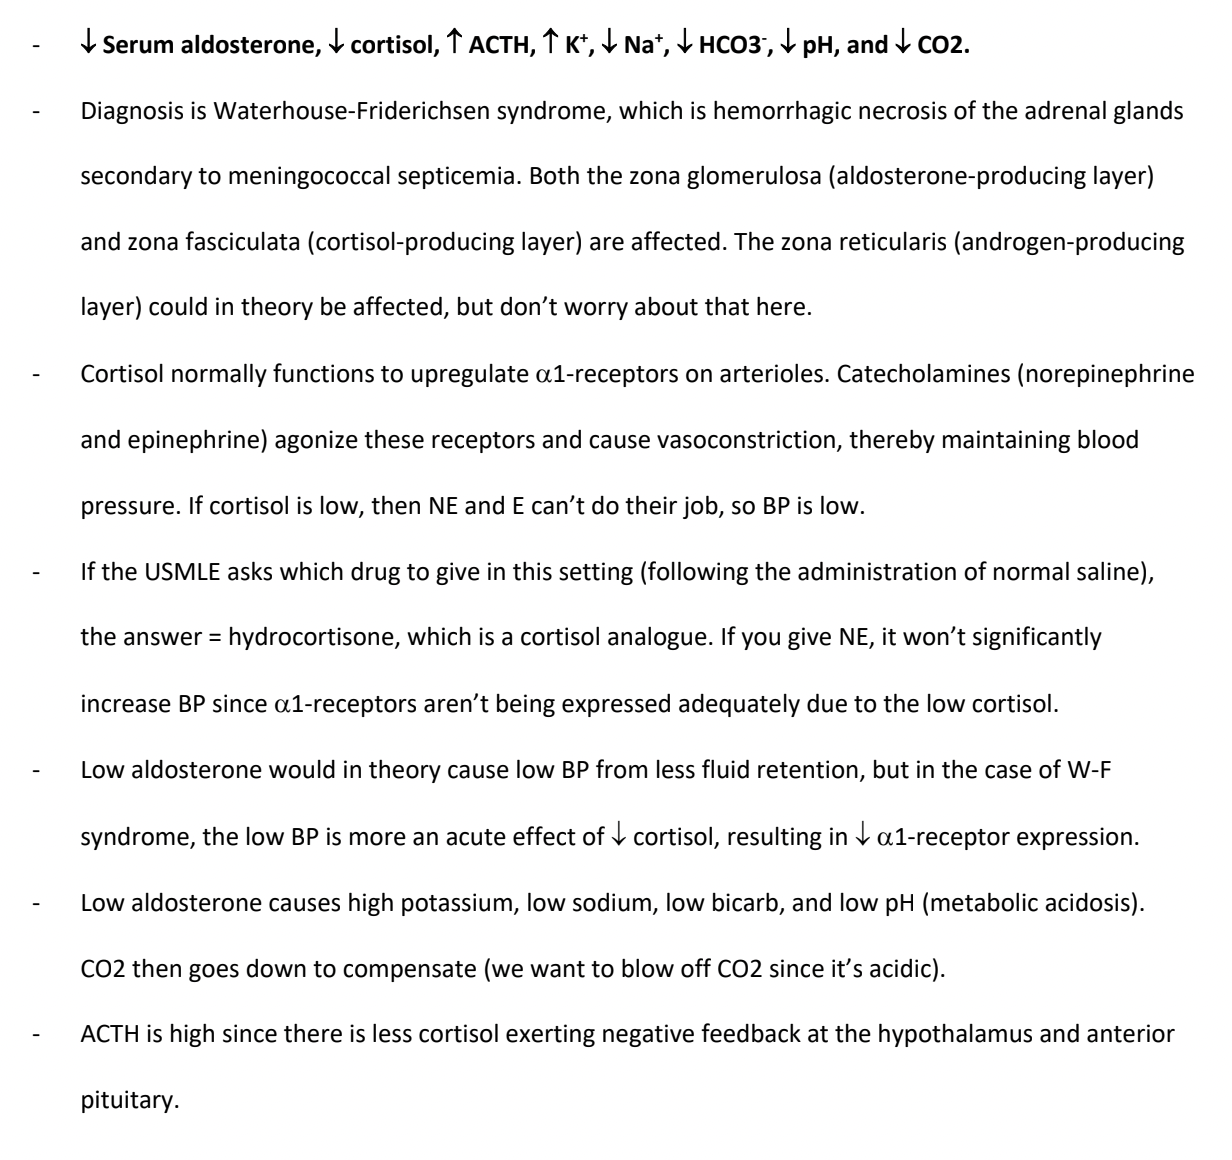 - ↓ Serum aldosterone, ↓ cortisol, ↑ ACTH, ↑ K⁺, ↓ Na⁺, ↓ HCO3⁻, ↓ pH, and ↓ CO2.
- Diagnosis is Waterhouse-Friderichsen syndrome, which is hemorrhagic necrosis of the adrenal glands
secondary to meningococcal septicemia. Both the zona glomerulosa (aldosterone-producing layer)
and zona fasciculata (cortisol-producing layer) are affected. The zona reticularis (androgen-producing
layer) could in theory be affected, but don’t worry about that here.
- Cortisol normally functions to upregulate α1-receptors on arterioles. Catecholamines (norepinephrine
and epinephrine) agonize these receptors and cause vasoconstriction, thereby maintaining blood
pressure. If cortisol is low, then NE and E can’t do their job, so BP is low.
- If the USMLE asks which drug to give in this setting (following the administration of normal saline),
the answer = hydrocortisone, which is a cortisol analogue. If you give NE, it won’t significantly
increase BP since α1-receptors aren’t being expressed adequately due to the low cortisol.
- Low aldosterone would in theory cause low BP from less fluid retention, but in the case of W-F
syndrome, the low BP is more an acute effect of ↓ cortisol, resulting in ↓ α1-receptor expression.
- Low aldosterone causes high potassium, low sodium, low bicarb, and low pH (metabolic acidosis).
CO2 then goes down to compensate (we want to blow off CO2 since it’s acidic).
- ACTH is high since there is less cortisol exerting negative feedback at the hypothalamus and anterior
pituitary.